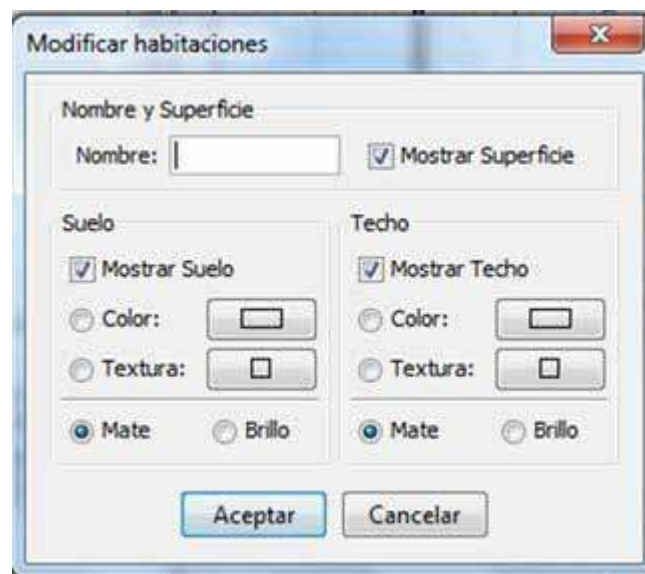 Modificar habitaciones
Nombre y Superficie
Nombre: Mostrar Superficie
Suelo
Mostrar Suelo
Color:
Textura:
Mate Brillo
Techo
Mostrar Techo
Color:
Textura:
Mate Brillo
Aceptar Cancelar